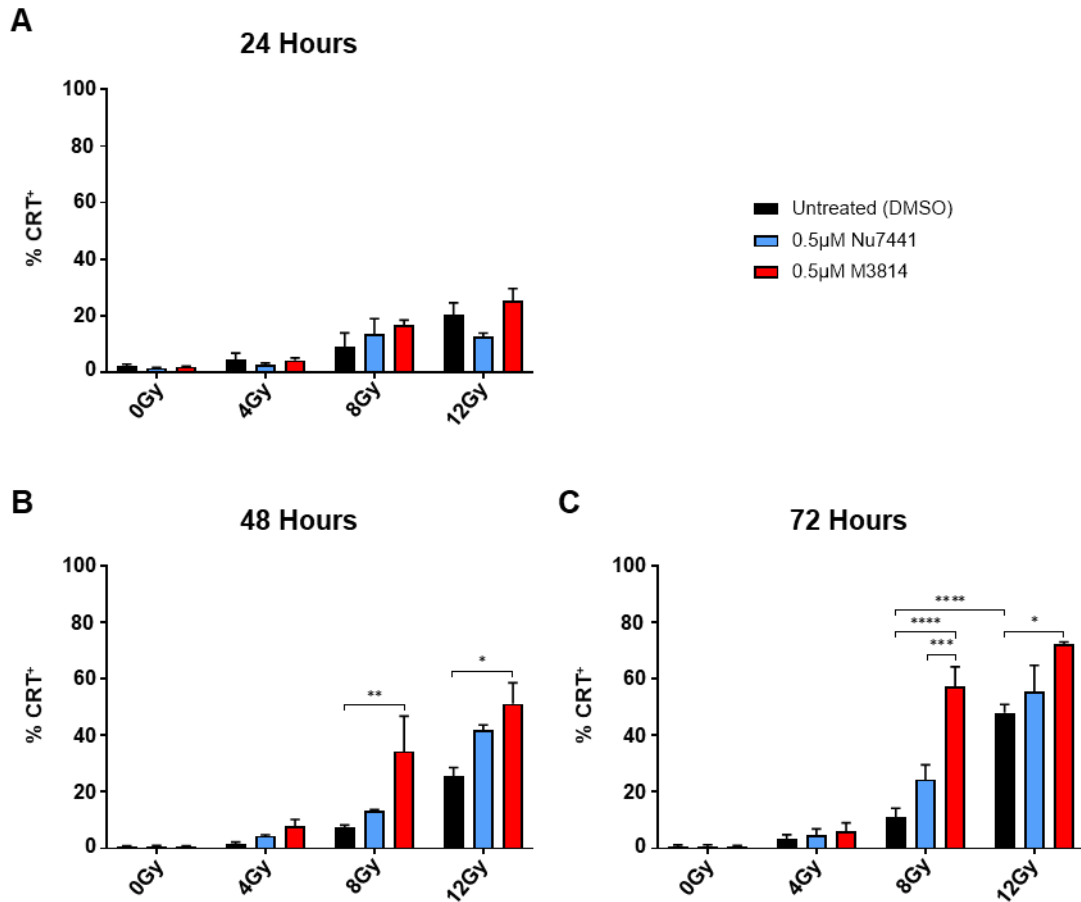 A
24 Hours
% CRT⁺
100
80
60
40
20
0
0Gy
4Gy
8Gy
12Gy
Untreated (DMSO)
0.5µM Nu7441
0.5µM M3814
B
48 Hours
% CRT⁺
100
80
60
40
20
0
**
*
0Gy
4Gy
8Gy
12Gy
C
72 Hours
% CRT⁺
100
80
60
40
20
0
****
****
***
*
0Gy
4Gy
8Gy
12Gy